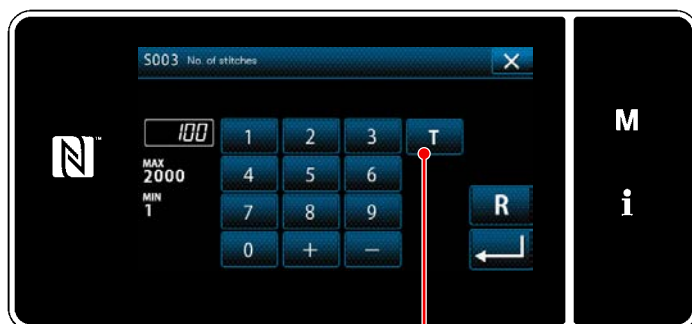 S003 No. of stitches
100
1 2 3 T
MAX
2000
4 5 6
MIN
1
7 8 9 R
0 + −
M
i
N™